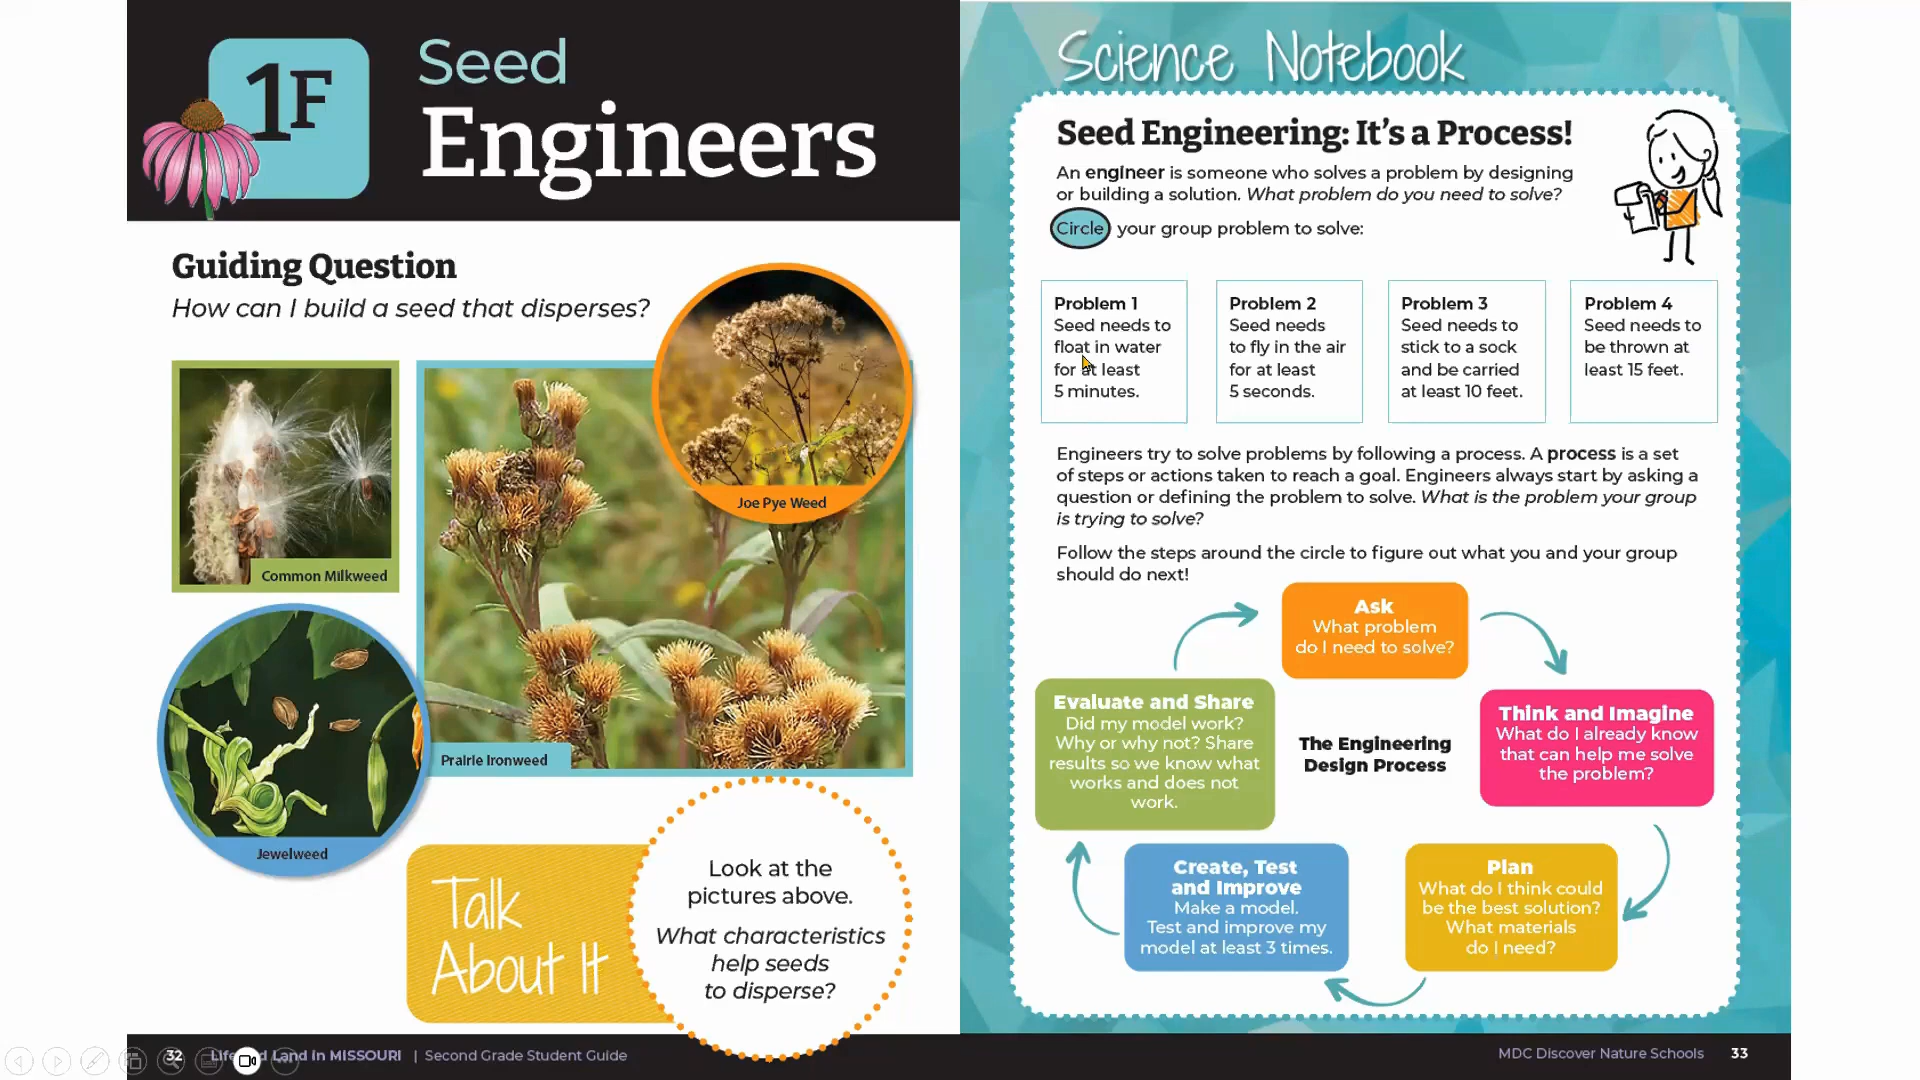 1F
Seed
Engineers
Guiding Question
How can I build a seed that disperses?
Joe Pye Weed
Common Milkweed
Prairie Ironweed
Jewelweed
Talk
About It
Look at the
pictures above.
What characteristics
help seeds
to disperse?
32 Life and Land in MISSOURI | Second Grade Student Guide
Science Notebook
Seed Engineering: It's a Process!
An engineer is someone who solves a problem by designing
or building a solution. What problem do you need to solve?
Circle your group problem to solve:
Problem 1
Seed needs to
float in water
for at least
5 minutes.
Problem 2
Seed needs
to fly in the air
for at least
5 seconds.
Problem 3
Seed needs to
stick to a sock
and be carried
at least 10 feet.
Problem 4
Seed needs to
be thrown at
least 15 feet.
Engineers try to solve problems by following a process. A process is a set
of steps or actions taken to reach a goal. Engineers always start by asking a
question or defining the problem to solve. What is the problem your group
is trying to solve?
Follow the steps around the circle to figure out what you and your group
should do next!
Ask
What problem
do I need to solve?
Think and Imagine
What do I already know
that can help me solve
the problem?
Plan
What do I think could
be the best solution?
What materials
do I need?
Create, Test
and Improve
Make a model.
Test and improve my
model at least 3 times.
Evaluate and Share
Did my model work?
Why or why not? Share
results so we know what
works and does not
work.
The Engineering
Design Process
MDC Discover Nature Schools 33